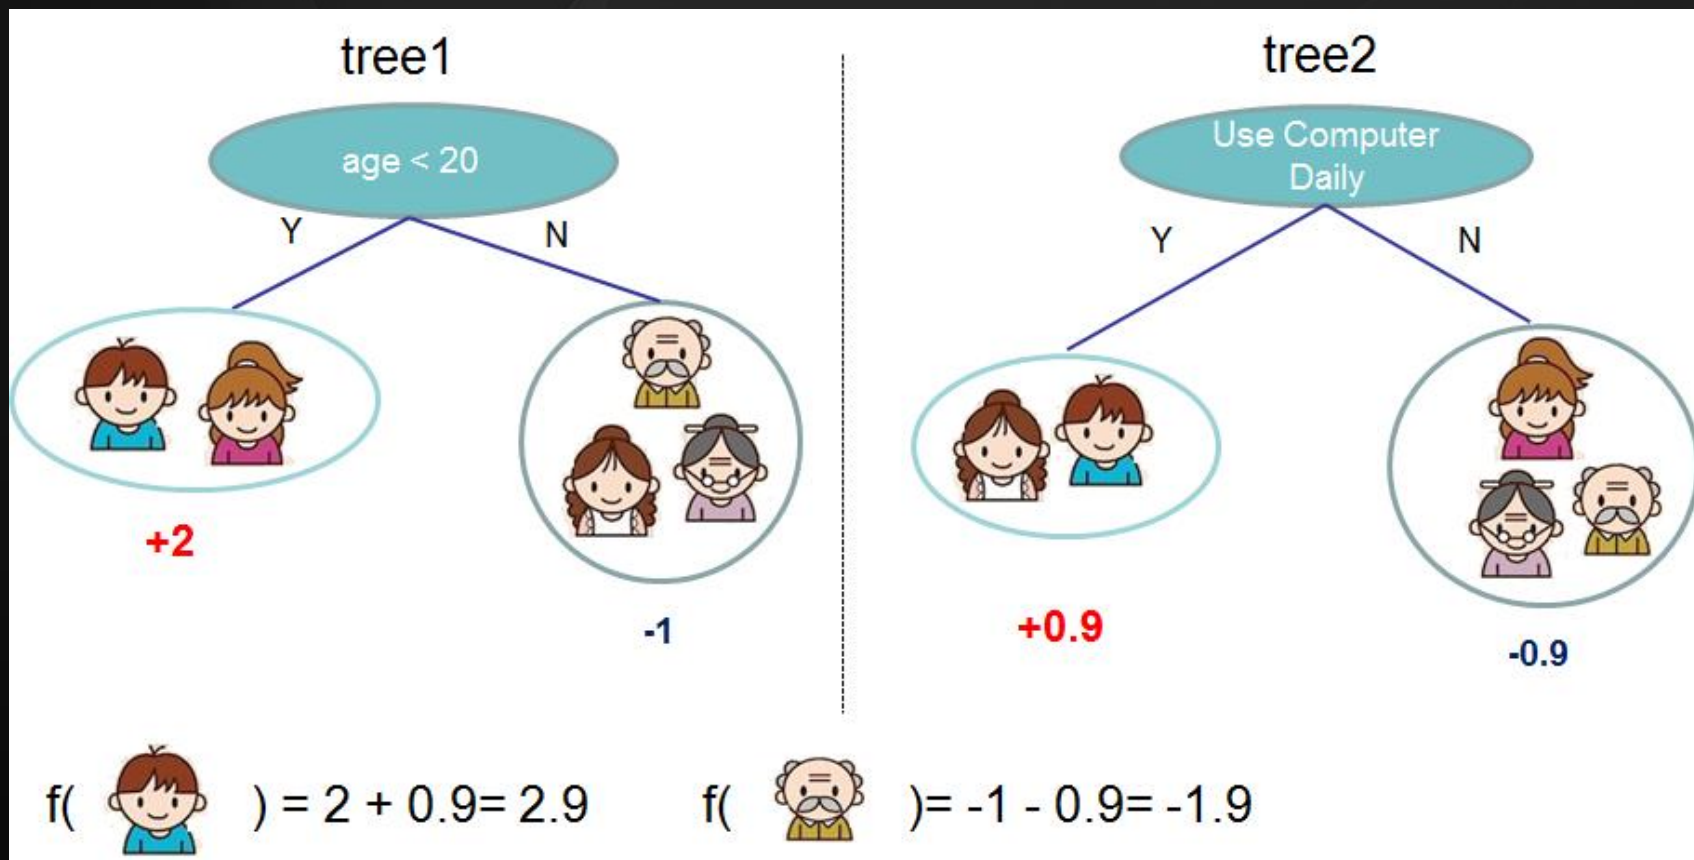 tree1
age < 20
Y
N
+2
-1
tree2
Use Computer
Daily
Y
N
+0.9
-0.9
f( ) = 2 + 0.9= 2.9
f( )= -1 - 0.9= -1.9